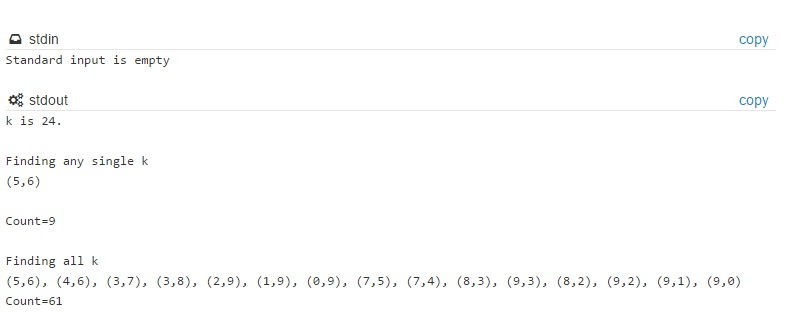 stdin copy
Standard input is empty
stdout copy
k is 24.
Finding any single k
(5,6)
Count=9
Finding all k
(5,6), (4,6), (3,7), (3,8), (2,9), (1,9), (0,9), (7,5), (7,4), (8,3), (9,3), (8,2), (9,2), (9,1), (9,0)
Count=61